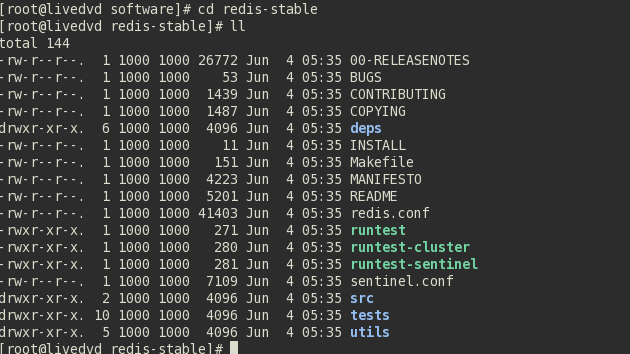 [root@livedvd software]# cd redis-stable
[root@livedvd redis-stable]# ll
total 144
-rw-r--r--. 1 1000 1000 26772 Jun 4 05:35 00-RELEASENOTES
-rw-r--r--. 1 1000 1000 53 Jun 4 05:35 BUGS
-rw-r--r--. 1 1000 1000 1439 Jun 4 05:35 CONTRIBUTING
-rw-r--r--. 1 1000 1000 1487 Jun 4 05:35 COPYING
drwxr-xr-x. 6 1000 1000 4096 Jun 4 05:35 deps
-rw-r--r--. 1 1000 1000 11 Jun 4 05:35 INSTALL
-rw-r--r--. 1 1000 1000 151 Jun 4 05:35 Makefile
-rw-r--r--. 1 1000 1000 4223 Jun 4 05:35 MANIFESTO
-rw-r--r--. 1 1000 1000 5201 Jun 4 05:35 README
-rw-r--r--. 1 1000 1000 41403 Jun 4 05:35 redis.conf
-rwxr-xr-x. 1 1000 1000 271 Jun 4 05:35 runtest
-rwxr-xr-x. 1 1000 1000 280 Jun 4 05:35 runtest-cluster
-rwxr-xr-x. 1 1000 1000 281 Jun 4 05:35 runtest-sentinel
-rw-r--r--. 1 1000 1000 7109 Jun 4 05:35 sentinel.conf
drwxr-xr-x. 2 1000 1000 4096 Jun 4 05:35 src
drwxr-xr-x. 10 1000 1000 4096 Jun 4 05:35 tests
drwxr-xr-x. 5 1000 1000 4096 Jun 4 05:35 utils
[root@livedvd redis-stable]#